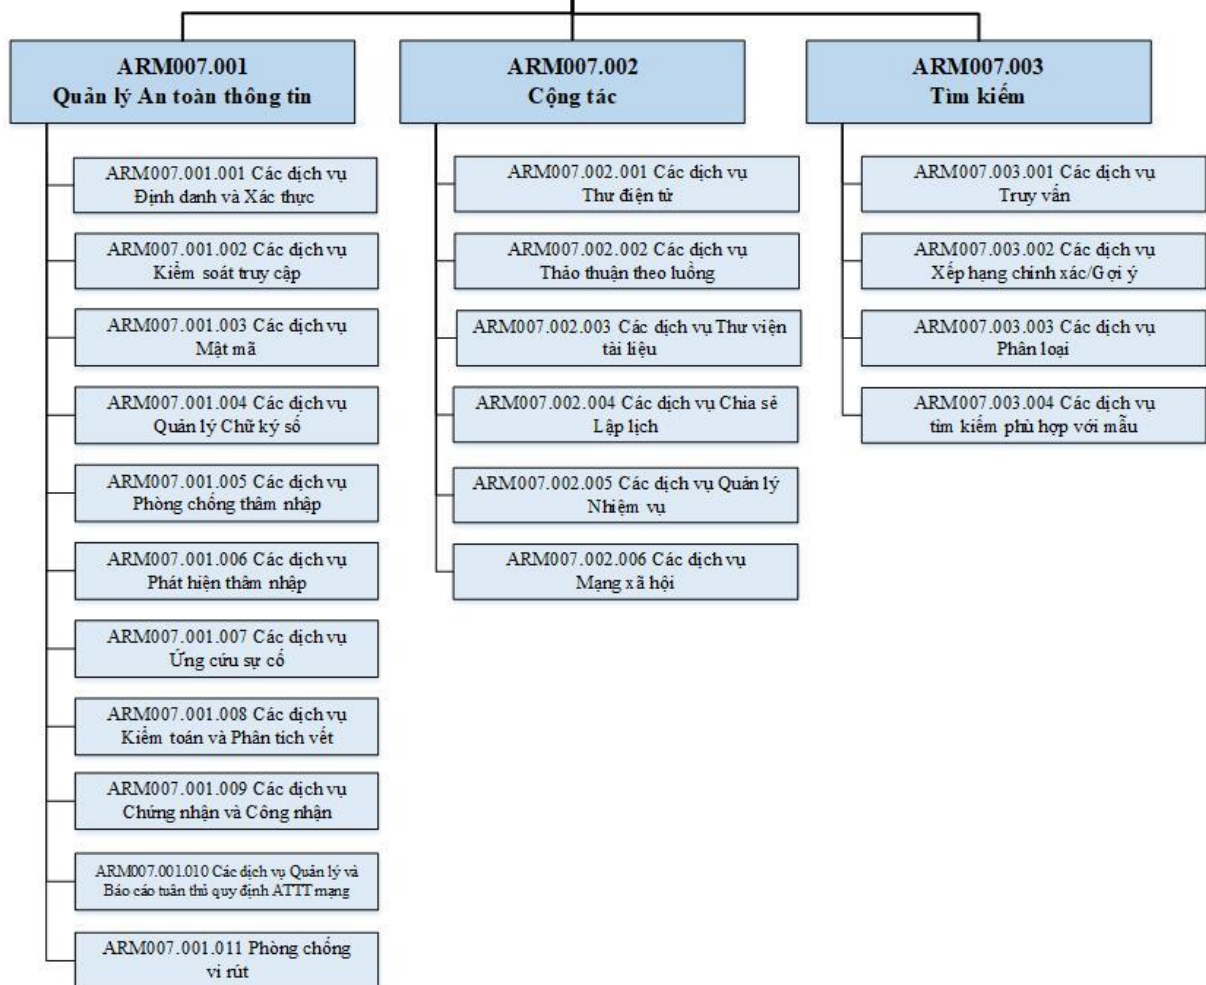 ARM007.001
Quản lý An toàn thông tin
ARM007.001.001 Các dịch vụ
Định danh và Xác thực
ARM007.001.002 Các dịch vụ
Kiểm soát truy cập
ARM007.001.003 Các dịch vụ
Mật mã
ARM007.001.004 Các dịch vụ
Quản lý Chữ ký số
ARM007.001.005 Các dịch vụ
Phòng chống thâm nhập
ARM007.001.006 Các dịch vụ
Phát hiện thâm nhập
ARM007.001.007 Các dịch vụ
Ứng cứu sự cố
ARM007.001.008 Các dịch vụ
Kiểm toán và Phân tích vết
ARM007.001.009 Các dịch vụ
Chứng nhận và Công nhận
ARM007.001.010 Các dịch vụ Quản lý và
Báo cáo tuân thủ quy định ATTT mạng
ARM007.001.011 Phòng chống
vi rút
ARM007.002
Cộng tác
ARM007.002.001 Các dịch vụ
Thư điện tử
ARM007.002.002 Các dịch vụ
Thảo thuận theo luồng
ARM007.002.003 Các dịch vụ Thư viện
tài liệu
ARM007.002.004 Các dịch vụ Chia sẻ
Lập lịch
ARM007.002.005 Các dịch vụ Quản lý
Nhiệm vụ
ARM007.002.006 Các dịch vụ
Mạng xã hội
ARM007.003
Tìm kiếm
ARM007.003.001 Các dịch vụ
Truy vấn
ARM007.003.002 Các dịch vụ
Xếp hạng chính xác/Gợi ý
ARM007.003.003 Các dịch vụ
Phân loại
ARM007.003.004 Các dịch vụ
tìm kiếm phù hợp với mẫu